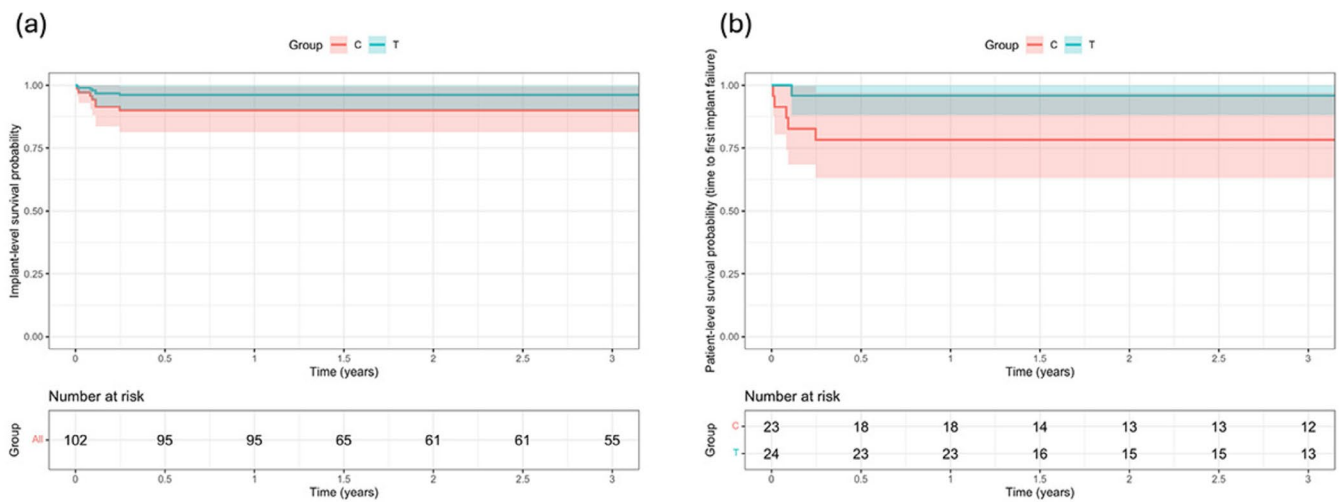 (a)
Group C T
Implant-level survival probability
1.00
0.75
0.50
0.25
0.00
0 0.5 1 1.5 2 2.5 3
Time (years)
Number at risk
Group
All 102 95 95 65 61 61 55
0 0.5 1 1.5 2 2.5 3
Time (years)
(b)
Group C T
Patient-level survival probability (time to first implant failure)
1.00
0.75
0.50
0.25
0.00
0 0.5 1 1.5 2 2.5 3
Time (years)
Number at risk
Group
C 23 18 18 14 13 13 12
T 24 23 23 16 15 15 13
0 0.5 1 1.5 2 2.5 3
Time (years)